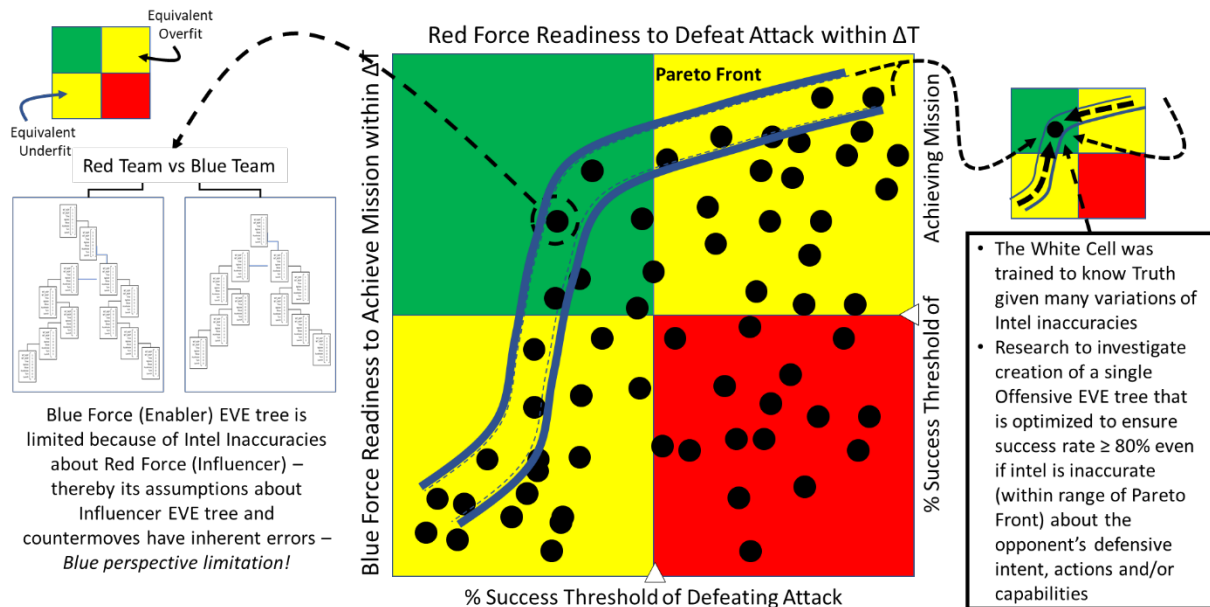 Equivalent
Overfit
Equivalent
Underfit
Red Team vs Blue Team
Blue Force (Enabler) EVE tree is
limited because of Intel Inaccuracies
about Red Force (Influencer) –
thereby its assumptions about
Influencer EVE tree and
countermoves have inherent errors –
Blue perspective limitation!
Red Force Readiness to Defeat Attack within ΔT
Blue Force Readiness to Achieve Mission within ΔT
Pareto Front
% Success Threshold of
Achieving Mission
% Success Threshold of Defeating Attack
• The White Cell was
trained to know Truth
given many variations of
Intel inaccuracies
• Research to investigate
creation of a single
Offensive EVE tree that
is optimized to ensure
success rate ≥ 80% even
if intel is inaccurate
(within range of Pareto
Front) about the
opponent's defensive
intent, actions and/or
capabilities